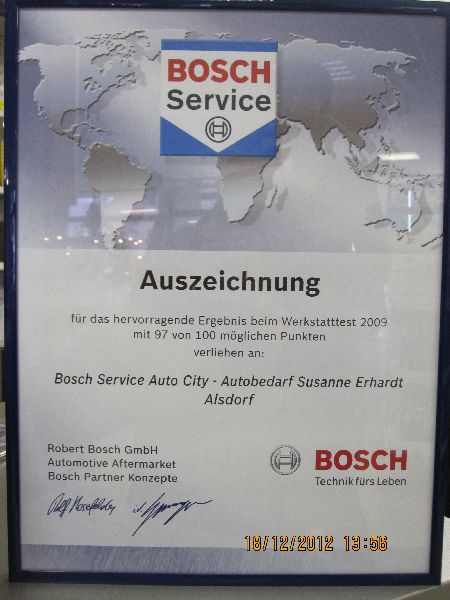 BOSCH
Service
Auszeichnung
für das hervorragende Ergebnis beim Werkstatttest 2009
mit 97 von 100 möglichen Punkten
verliehen an:
Bosch Service Auto City - Autobedarf Susanne Erhardt
Alsdorf
Robert Bosch GmbH
Automotive Aftermarket
Bosch Partner Konzepte
BOSCH
Technik fürs Leben
18/12/2012 13:56